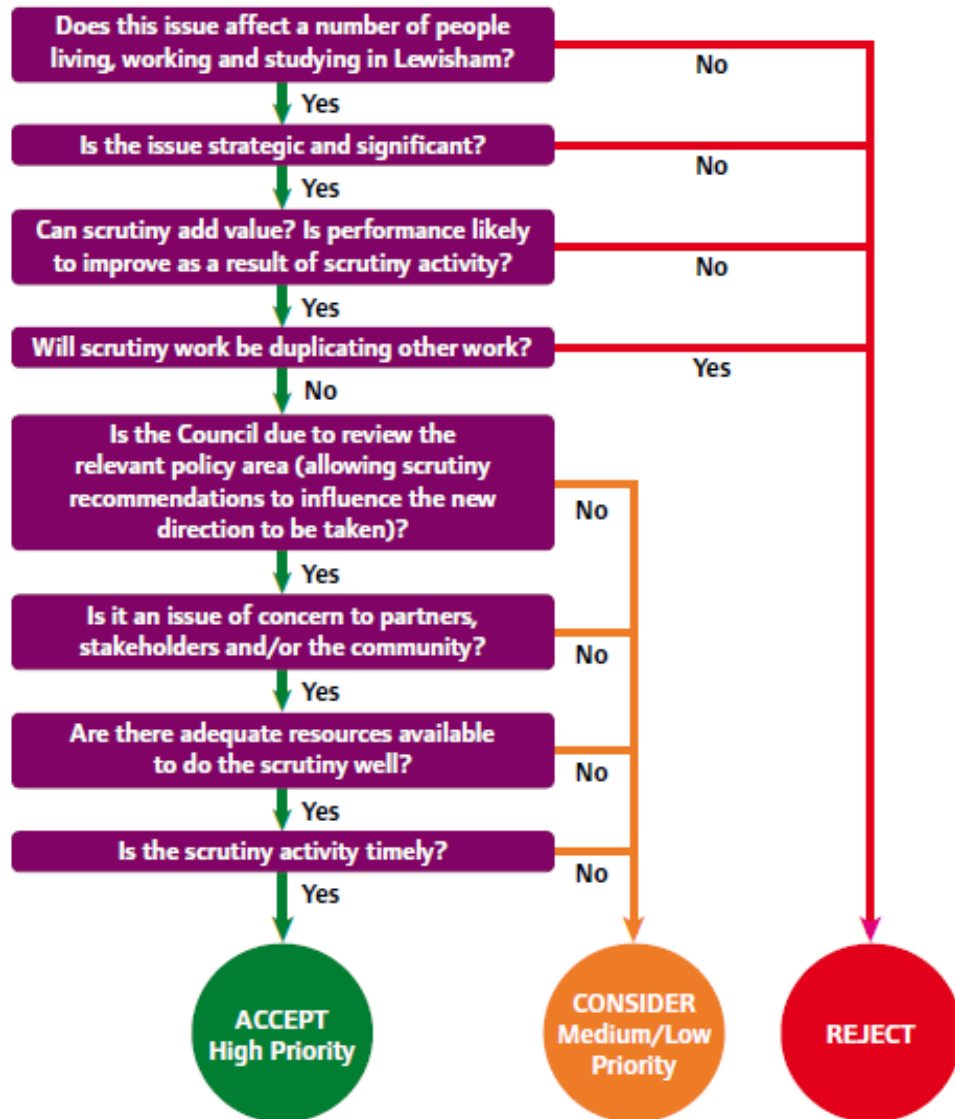 Does this issue affect a number of people
living, working and studying in Lewisham?
No
Yes
Is the issue strategic and significant?
No
Yes
Can scrutiny add value? Is performance likely
to improve as a result of scrutiny activity?
No
Yes
Will scrutiny work be duplicating other work?
Yes
No
Is the Council due to review the
relevant policy area (allowing scrutiny
recommendations to influence the new
direction to be taken)?
No
Yes
Is it an issue of concern to partners,
stakeholders and/or the community?
No
Yes
Are there adequate resources available
to do the scrutiny well?
No
Yes
Is the scrutiny activity timely?
No
Yes
ACCEPT
High Priority
CONSIDER
Medium/Low
Priority
REJECT